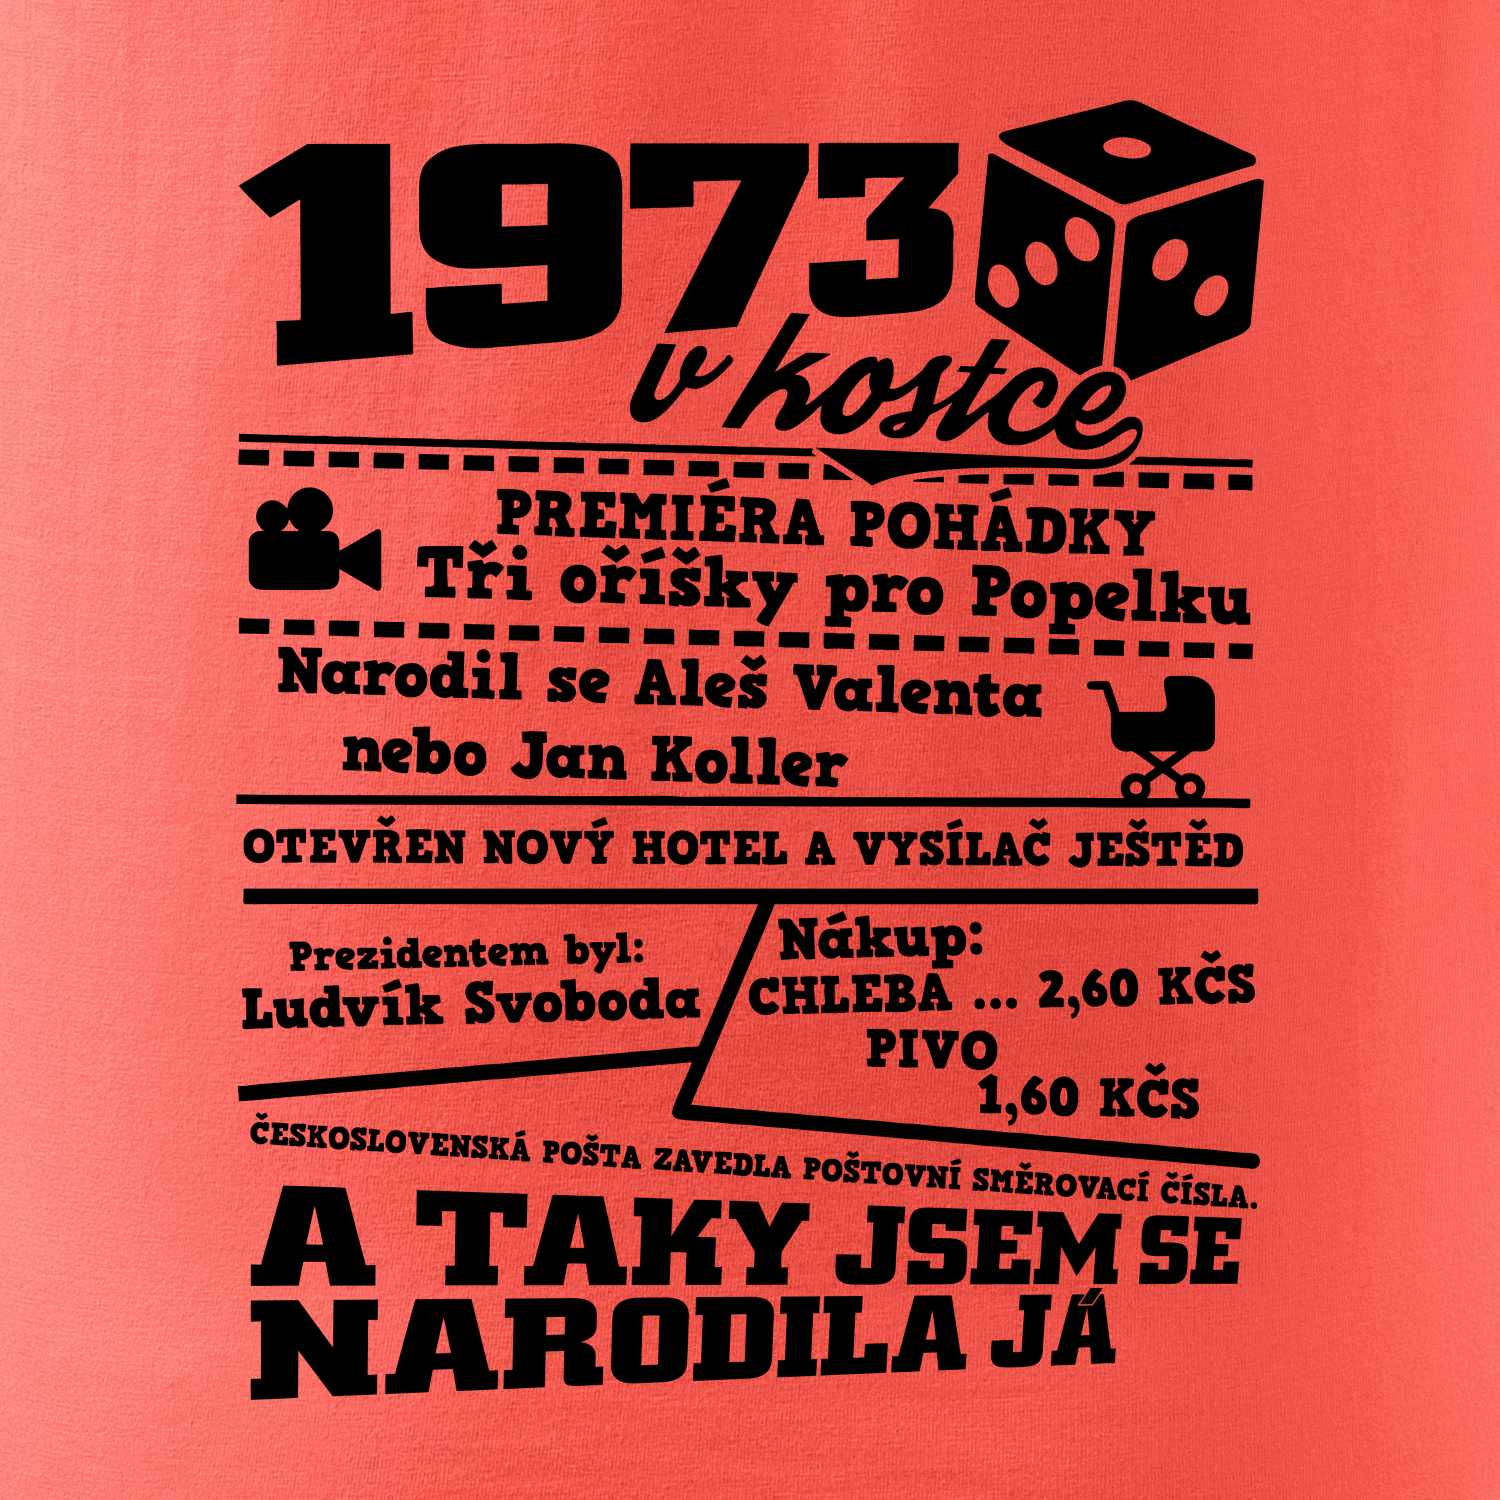 1973
v kostce
PREMIÉRA POHÁDKY
Tři oříšky pro Popelku
Narodil se Aleš Valenta
nebo Jan Koller
OTEVŘEN NOVÝ HOTEL A VYSÍLAČ JEŠTĚD
Prezidentem byl:
Ludvík Svoboda
Nákup:
CHLEBA ... 2,60 KČS
PIVO
1,60 KČS
ČESKOSLOVENSKÁ POŠTA ZAVEDLA POŠTOVNÍ SMĚROVACÍ ČÍSLA.
A TAKY JSEM SE
NARODILA JÁ